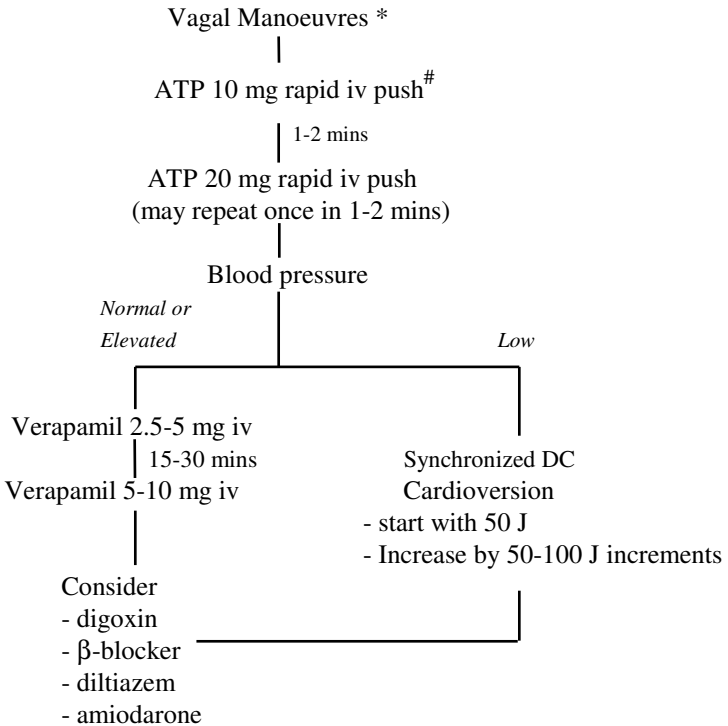 Vagal Manoeuvres *
ATP 10 mg rapid iv push#
1-2 mins
ATP 20 mg rapid iv push
(may repeat once in 1-2 mins)
Blood pressure
Normal or
Elevated
Low
Verapamil 2.5-5 mg iv
15-30 mins
Verapamil 5-10 mg iv
Synchronized DC
Cardioversion
- start with 50 J
- Increase by 50-100 J increments
Consider
- digoxin
- β-blocker
- diltiazem
- amiodarone